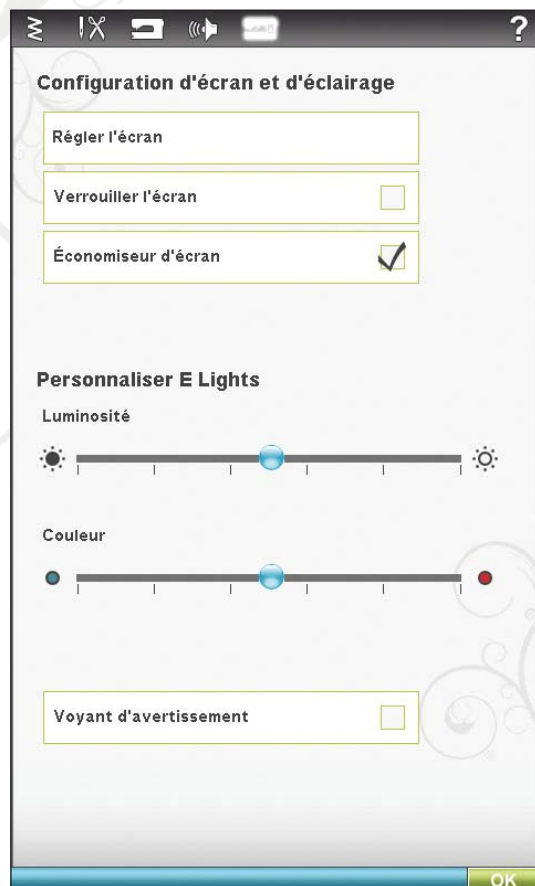 ?
Configuration d'écran et d'éclairage
Régler l'écran
Verrouiller l'écran
Économiseur d'écran
Personnaliser E Lights
Luminosité
Couleur
Voyant d'avertissement
OK